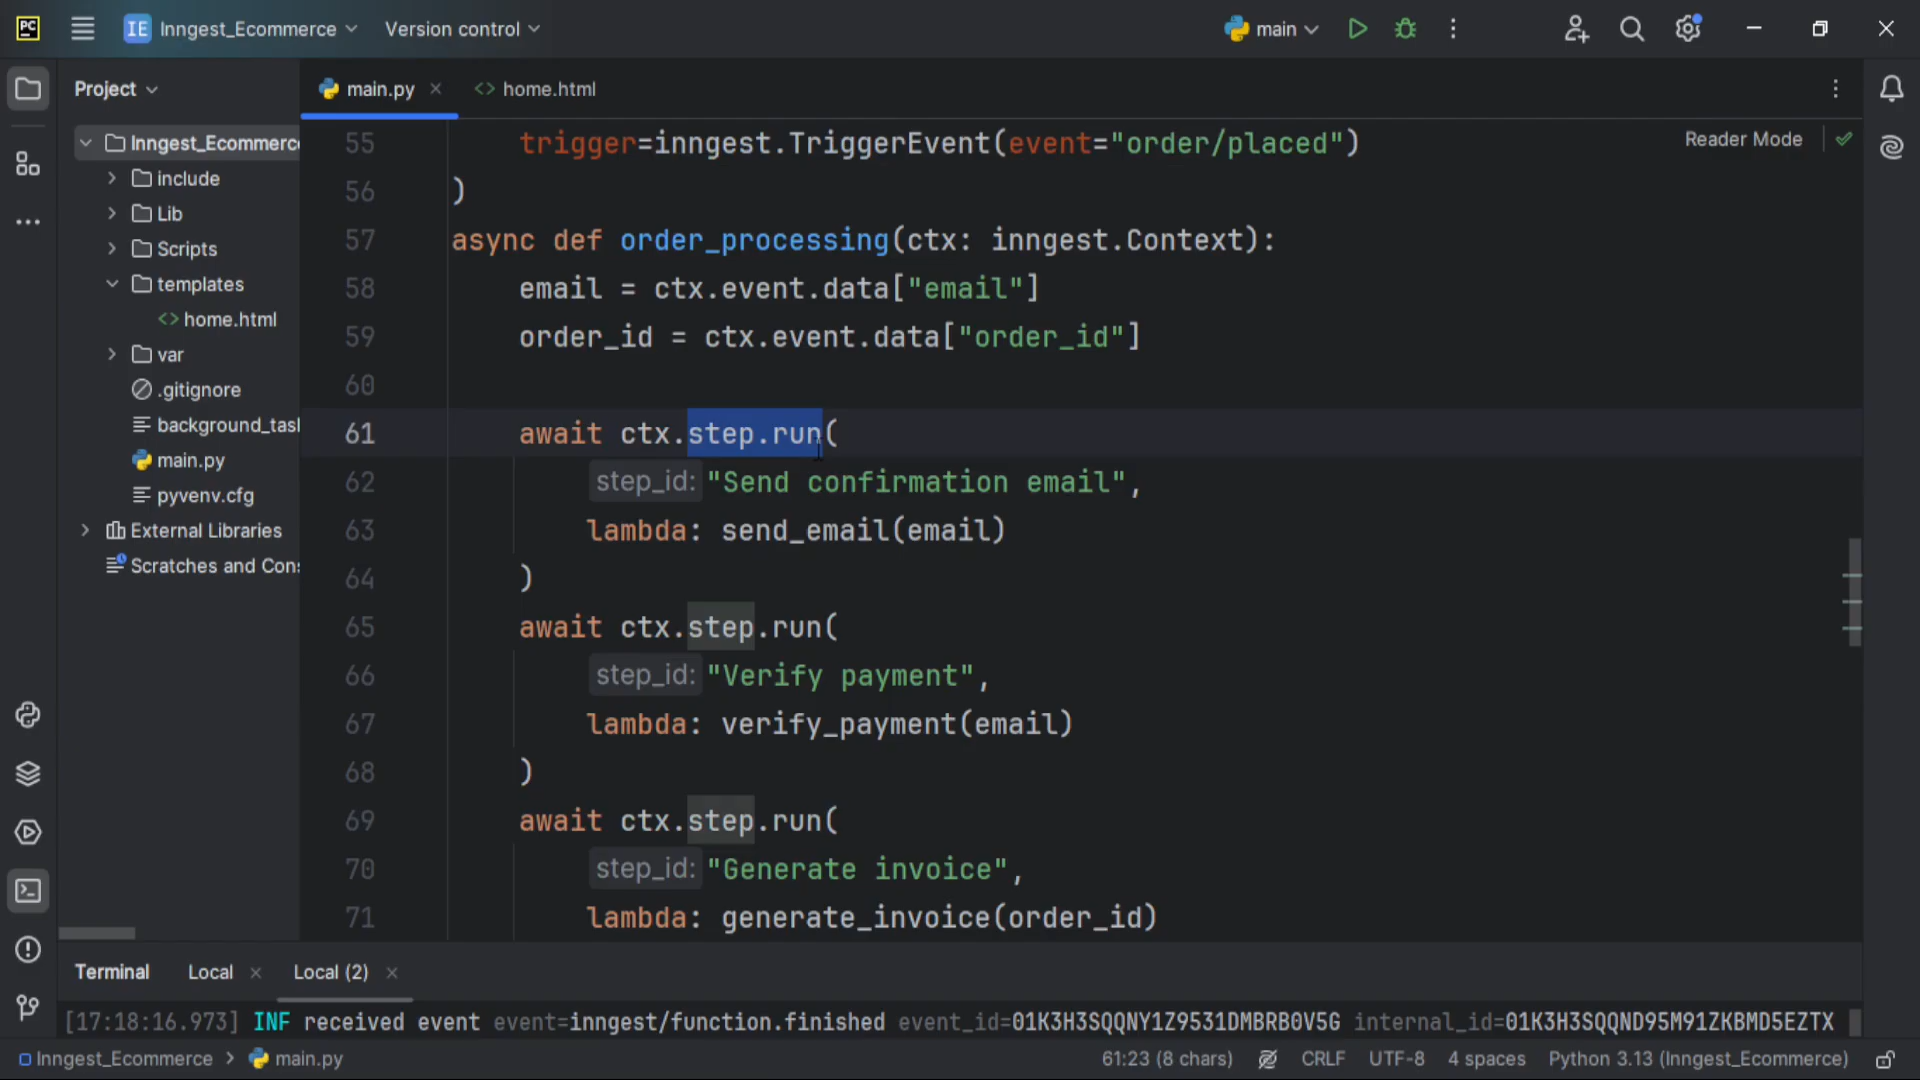 PC IE Inngest_Ecommerce Version control main
Project main.py home.html
Reader Mode
Inngest_Ecommerce
include
Lib
Scripts
templates
home.html
var
.gitignore
background_tasl
main.py
pyvenv.cfg
External Libraries
Scratches and Con
55 trigger=inngest.TriggerEvent(event="order/placed")
56 )
57 async def order_processing(ctx: inngest.Context):
58 email = ctx.event.data["email"]
59 order_id = ctx.event.data["order_id"]
60
61 await ctx.step.run(
62 step_id: "Send confirmation email",
63 lambda: send_email(email)
64 )
65 await ctx.step.run(
66 step_id: "Verify payment",
67 lambda: verify_payment(email)
68 )
69 await ctx.step.run(
70 step_id: "Generate invoice",
71 lambda: generate_invoice(order_id)
Terminal Local Local (2)
[17:18:16.973] INF received event event=inngest/function.finished event_id=01K3H3SQQNY1Z9531DMBRB0V5G internal_id=01K3H3SQQND95M91ZKBMD5EZTX
Inngest_Ecommerce main.py 61:23 (8 chars) CRLF UTF-8 4 spaces Python 3.13 (Inngest_Ecommerce)